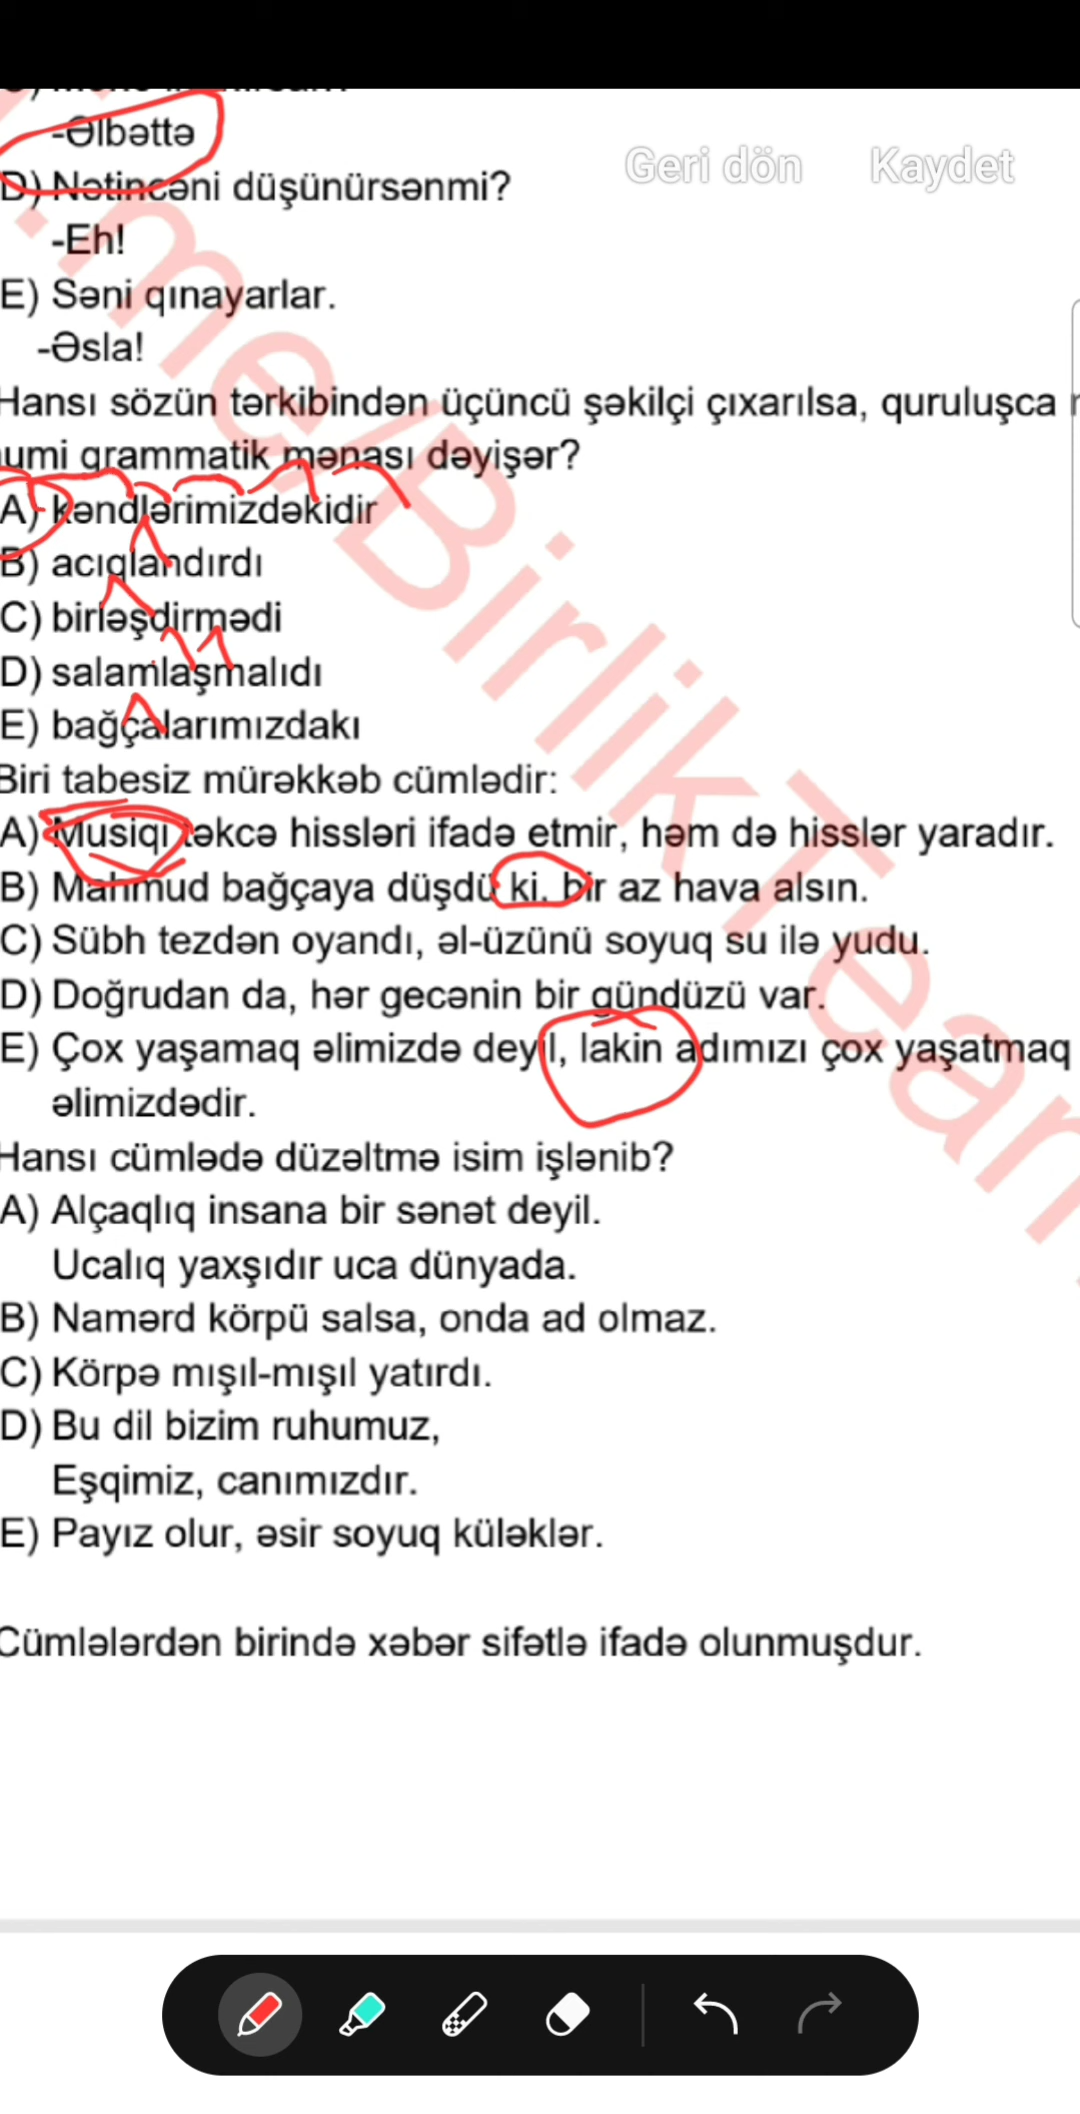 -Əlbəttə
Geri dön Kaydet
D) Nətincəni düşünürsənmi?
-Eh!
E) Səni qınayarlar.
-Əsla!
Hansı sözün tərkibindən üçüncü şəkilçi çıxarılsa, quruluşca
umi qrammatik mənası dəyişər?
A) kəndlərimizdəkidir
B) acıqlandırdı
C) birləşdirmədi
D) salamlaşmalıdı
E) bağçalarımızdakı
Biri tabesiz mürəkkəb cümlədir:
A) Musiqi təkcə hissləri ifadə etmir, həm də hisslər yaradır.
B) Mahmud bağçaya düşdü ki, bir az hava alsın.
C) Sübh tezdən oyandı, əl-üzünü soyuq su ilə yudu.
D) Doğrudan da, hər gecənin bir gündüzü var.
E) Çox yaşamaq əlimizdə deyil, lakin adımızı çox yaşatmaq
əlimizdədir.
Hansı cümlədə düzəltmə isim işlənib?
A) Alçaqlıq insana bir sənət deyil.
Ucalıq yaxşıdır uca dünyada.
B) Namərd körpü salsa, onda ad olmaz.
C) Körpə mışıl-mışıl yatırdı.
D) Bu dil bizim ruhumuz,
Eşqimiz, canımızdır.
E) Payız olur, əsir soyuq küləklər.
Cümlələrdən birində xəbər sifətlə ifadə olunmuşdur.
.me/BirlikTeam